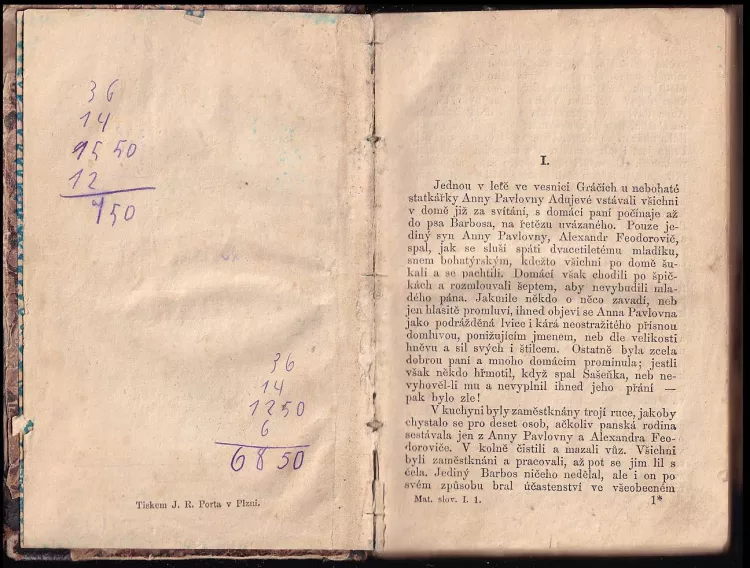 36
14
15 50
12
150
36
14
12 50
6
68 50
Tiskem J. R. Porta v Plzni.
I.
Jednou v letě ve vesnici Gráčích u nebohaté
statkářky Anny Pavlovny Adujevé vstávali všichni
v domě již za svítání, s domácí paní počínaje až
do psa Barbosa, na řetězu uvázaného. Pouze je-
diný syn Anny Pavlovny, Alexandr Feodorovič,
spal, jak se sluší spáti dvacetiletému mladíku,
snem bohatýrským, kdežto všichni po domě šu-
kali a se pachtili. Domácí však chodili po špič-
kách a rozmlouvali šeptem, aby nevybudili mla-
dého pána. Jakmile někdo o něco zavadí, neb
jen hlasitě promluví, ihned objeví se Anna Pavlovna
jako podrážděná lvice i kárá neostražitého přísnou
domluvou, ponižujícím jmenem, neb dle velikosti
hněvu a sil svých i štilcem. Ostatně byla zcela
dobrou paní a mnoho domácím prominula; jestli
však někdo hřmotil, když spal Sašeňka, neb ne-
vyhověl-li mu a nevyplnil ihned jeho přání —
pak bylo zle!
V kuchyni byly zaměstknány trojí ruce, jakoby
chystalo se pro deset osob, ačkoliv panská rodina
sestávala jen z Anny Pavlovny a Alexandra Feo-
doroviče. V kolně čistili a mazali vůz. Všichni
byli zaměstknáni a pracovali, až pot se jim lil s
čela. Jediný Barbos ničeho nedělal, ale i on po
svém způsobu bral účastenství ve všeobecném
Mat. slov. I. 1. 1*